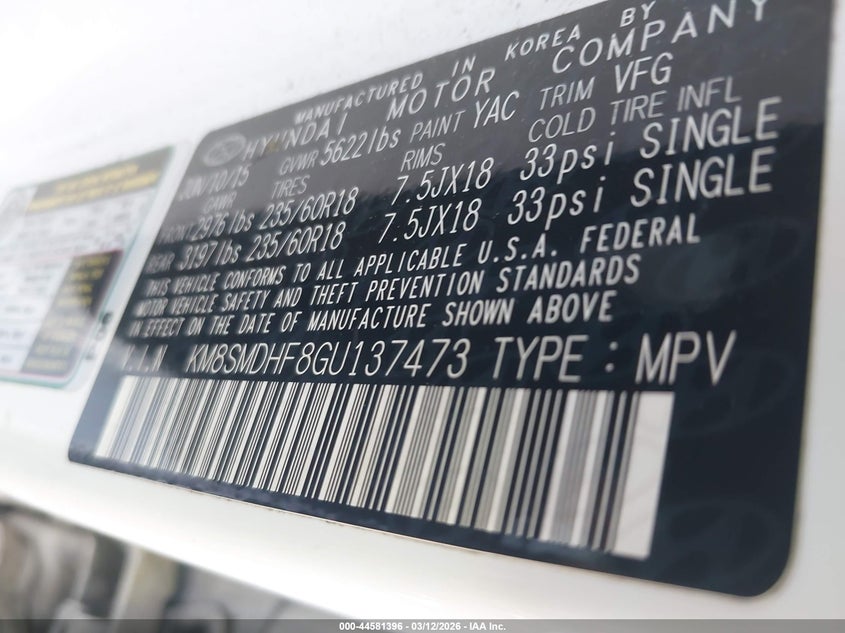 MANUFACTURED IN KOREA BY
HYUNDAI MOTOR COMPANY
GVWR 5622lbs PAINT YAC TRIM VFG
GAWR TIRES RIMS COLD TIRE INFL
2976lbs 235/60R18 7.5JX18 33psi SINGLE
REAR 3197lbs 235/60R18 7.5JX18 33psi SINGLE
THIS VEHICLE CONFORMS TO ALL APPLICABLE U.S.A. FEDERAL
MOTOR VEHICLE SAFETY AND THEFT PREVENTION STANDARDS
IN EFFECT ON THE DATE OF MANUFACTURE SHOWN ABOVE
V.I.N KM8SMDHF8GU137473 TYPE : MPV
000-44581396 - 03/12/2026 - IAA Inc.